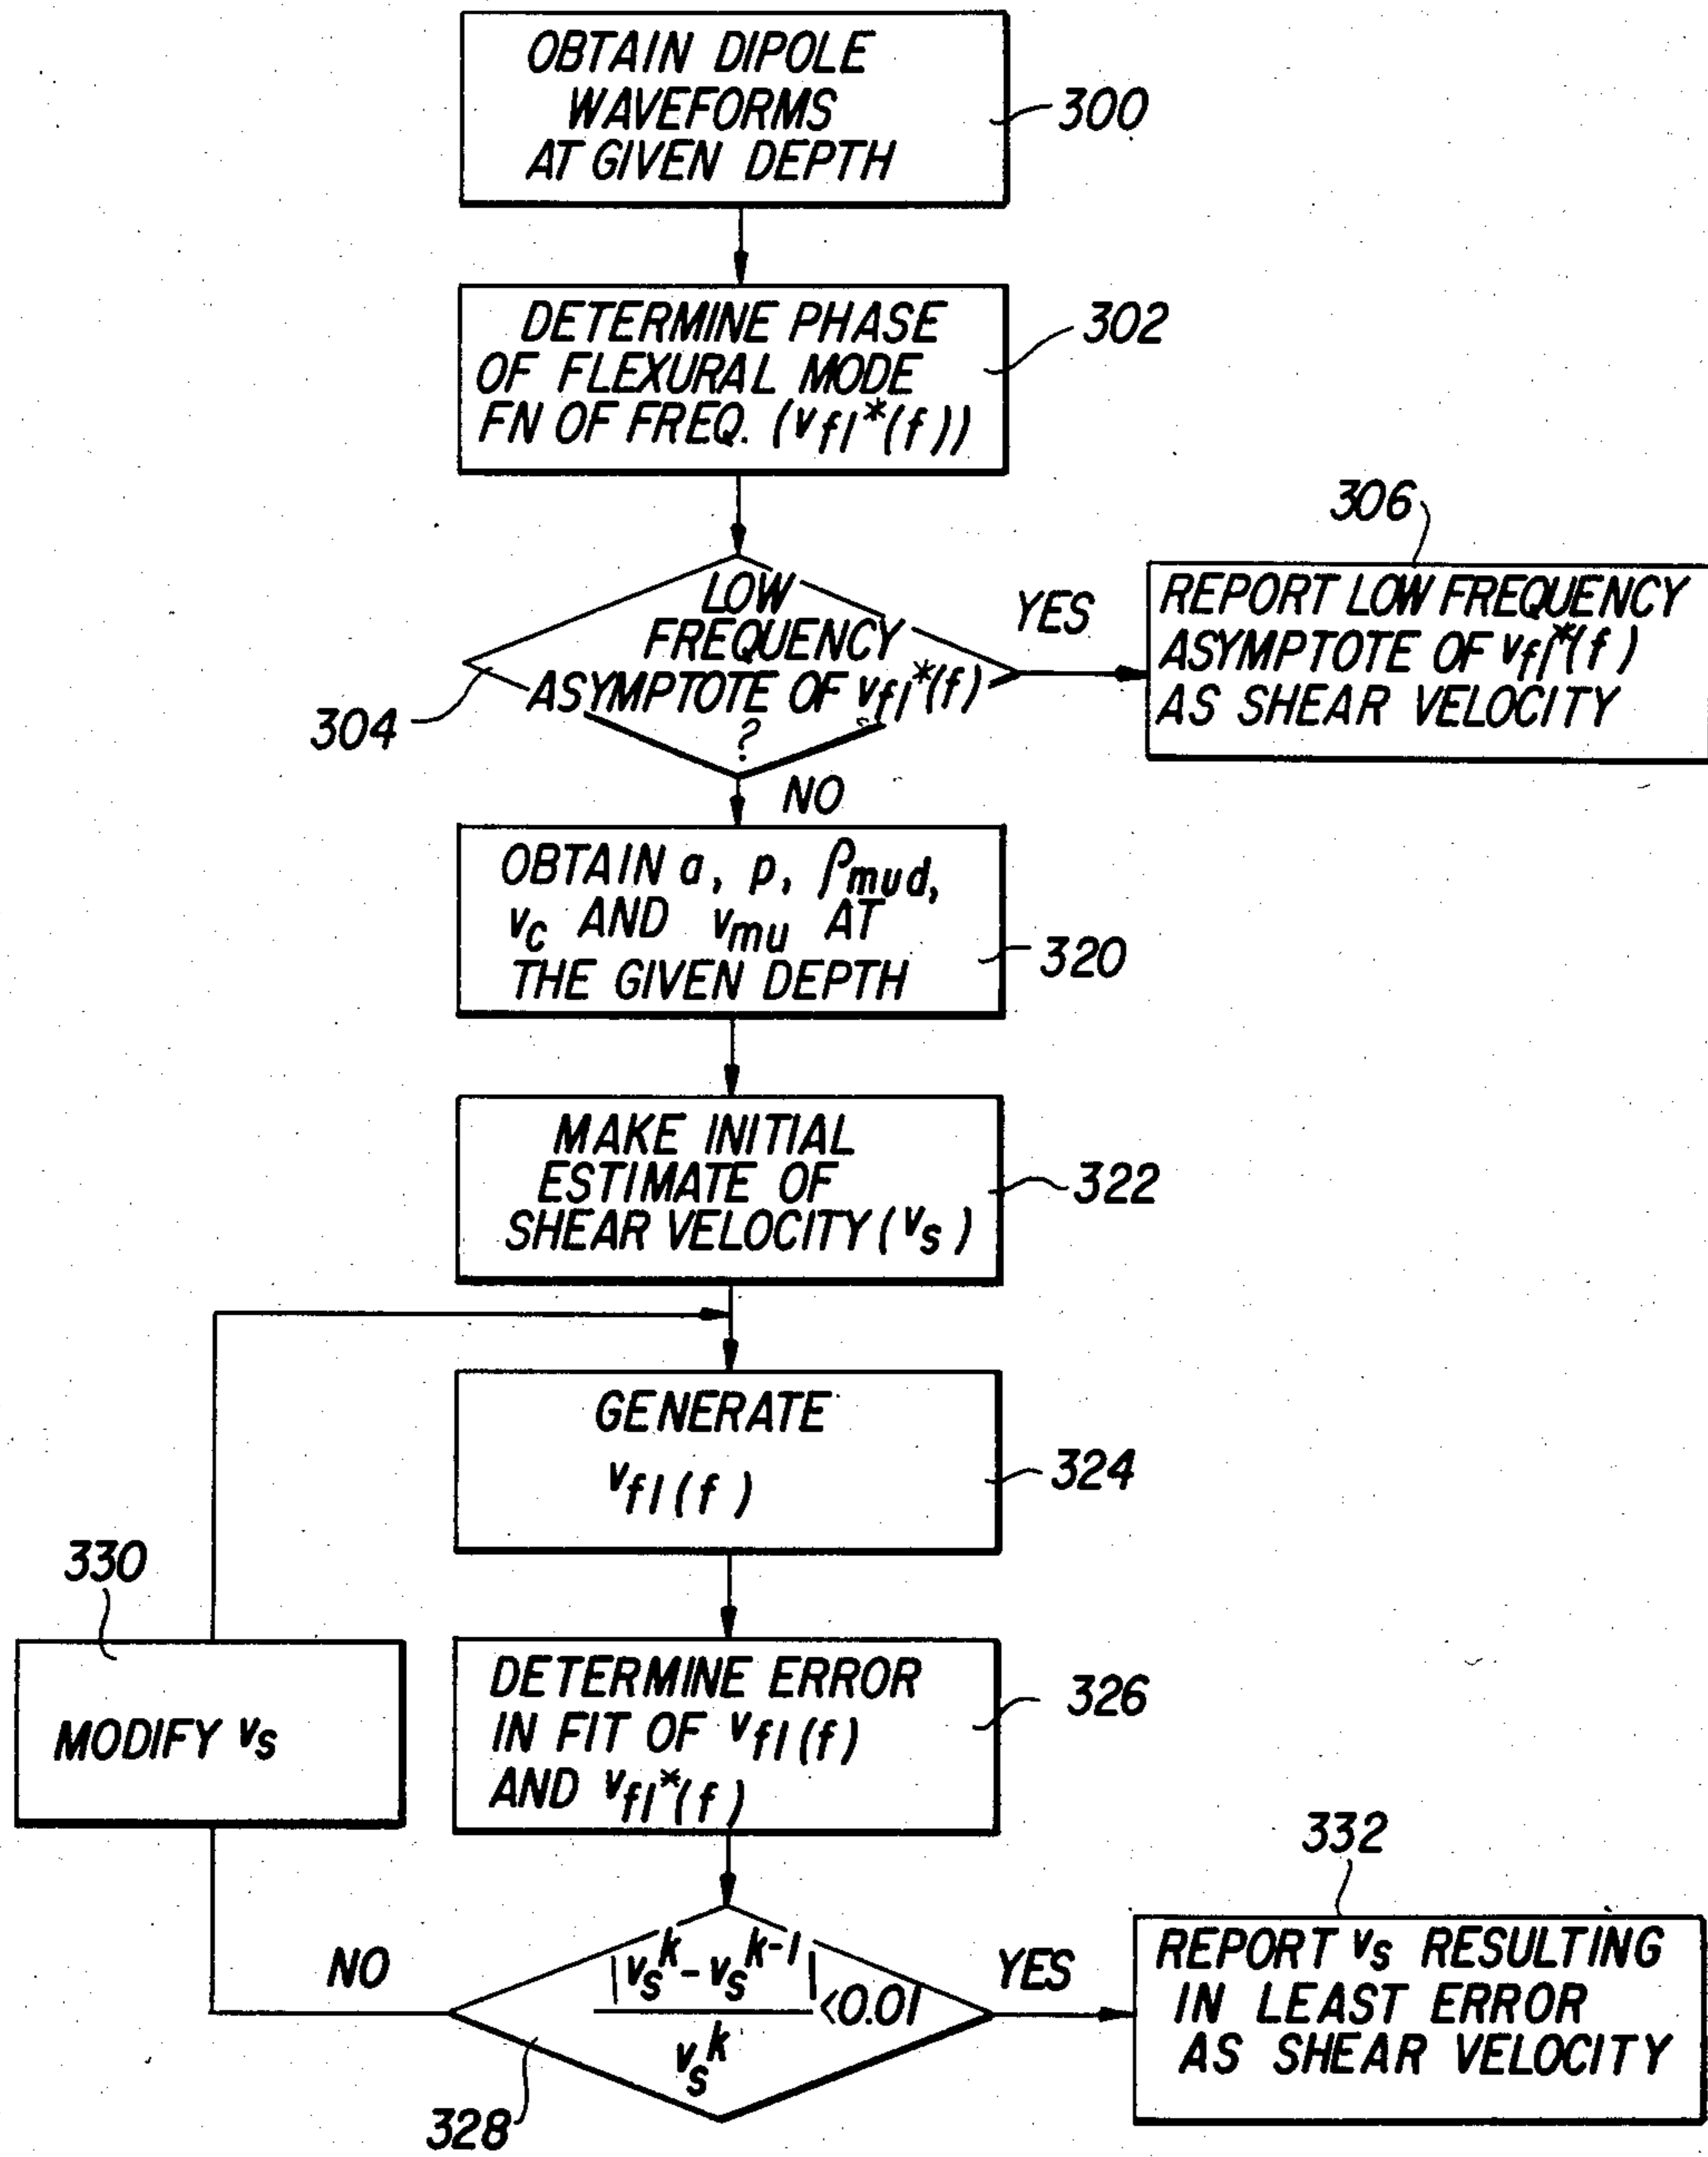 OBTAIN DIPOLE
WAVEFORMS
AT GIVEN DEPTH
300
DETERMINE PHASE
OF FLEXURAL MODE
FN OF FREQ. (vfl*(f))
302
306
LOW
FREQUENCY
ASYMPTOTE OF vfl*(f)
?
304
YES
REPORT LOW FREQUENCY
ASYMPTOTE OF vfl*(f)
AS SHEAR VELOCITY
NO
OBTAIN a, p, ρmud,
vc AND vmu AT
THE GIVEN DEPTH
320
MAKE INITIAL
ESTIMATE OF
SHEAR VELOCITY (vs)
322
GENERATE
vfl(f)
324
330
MODIFY vs
DETERMINE ERROR
IN FIT OF vfl(f)
AND vfl*(f)
326
332
NO
|vs^k - vs^k-1|
<0.01
vs^k
328
YES
REPORT vs RESULTING
IN LEAST ERROR
AS SHEAR VELOCITY